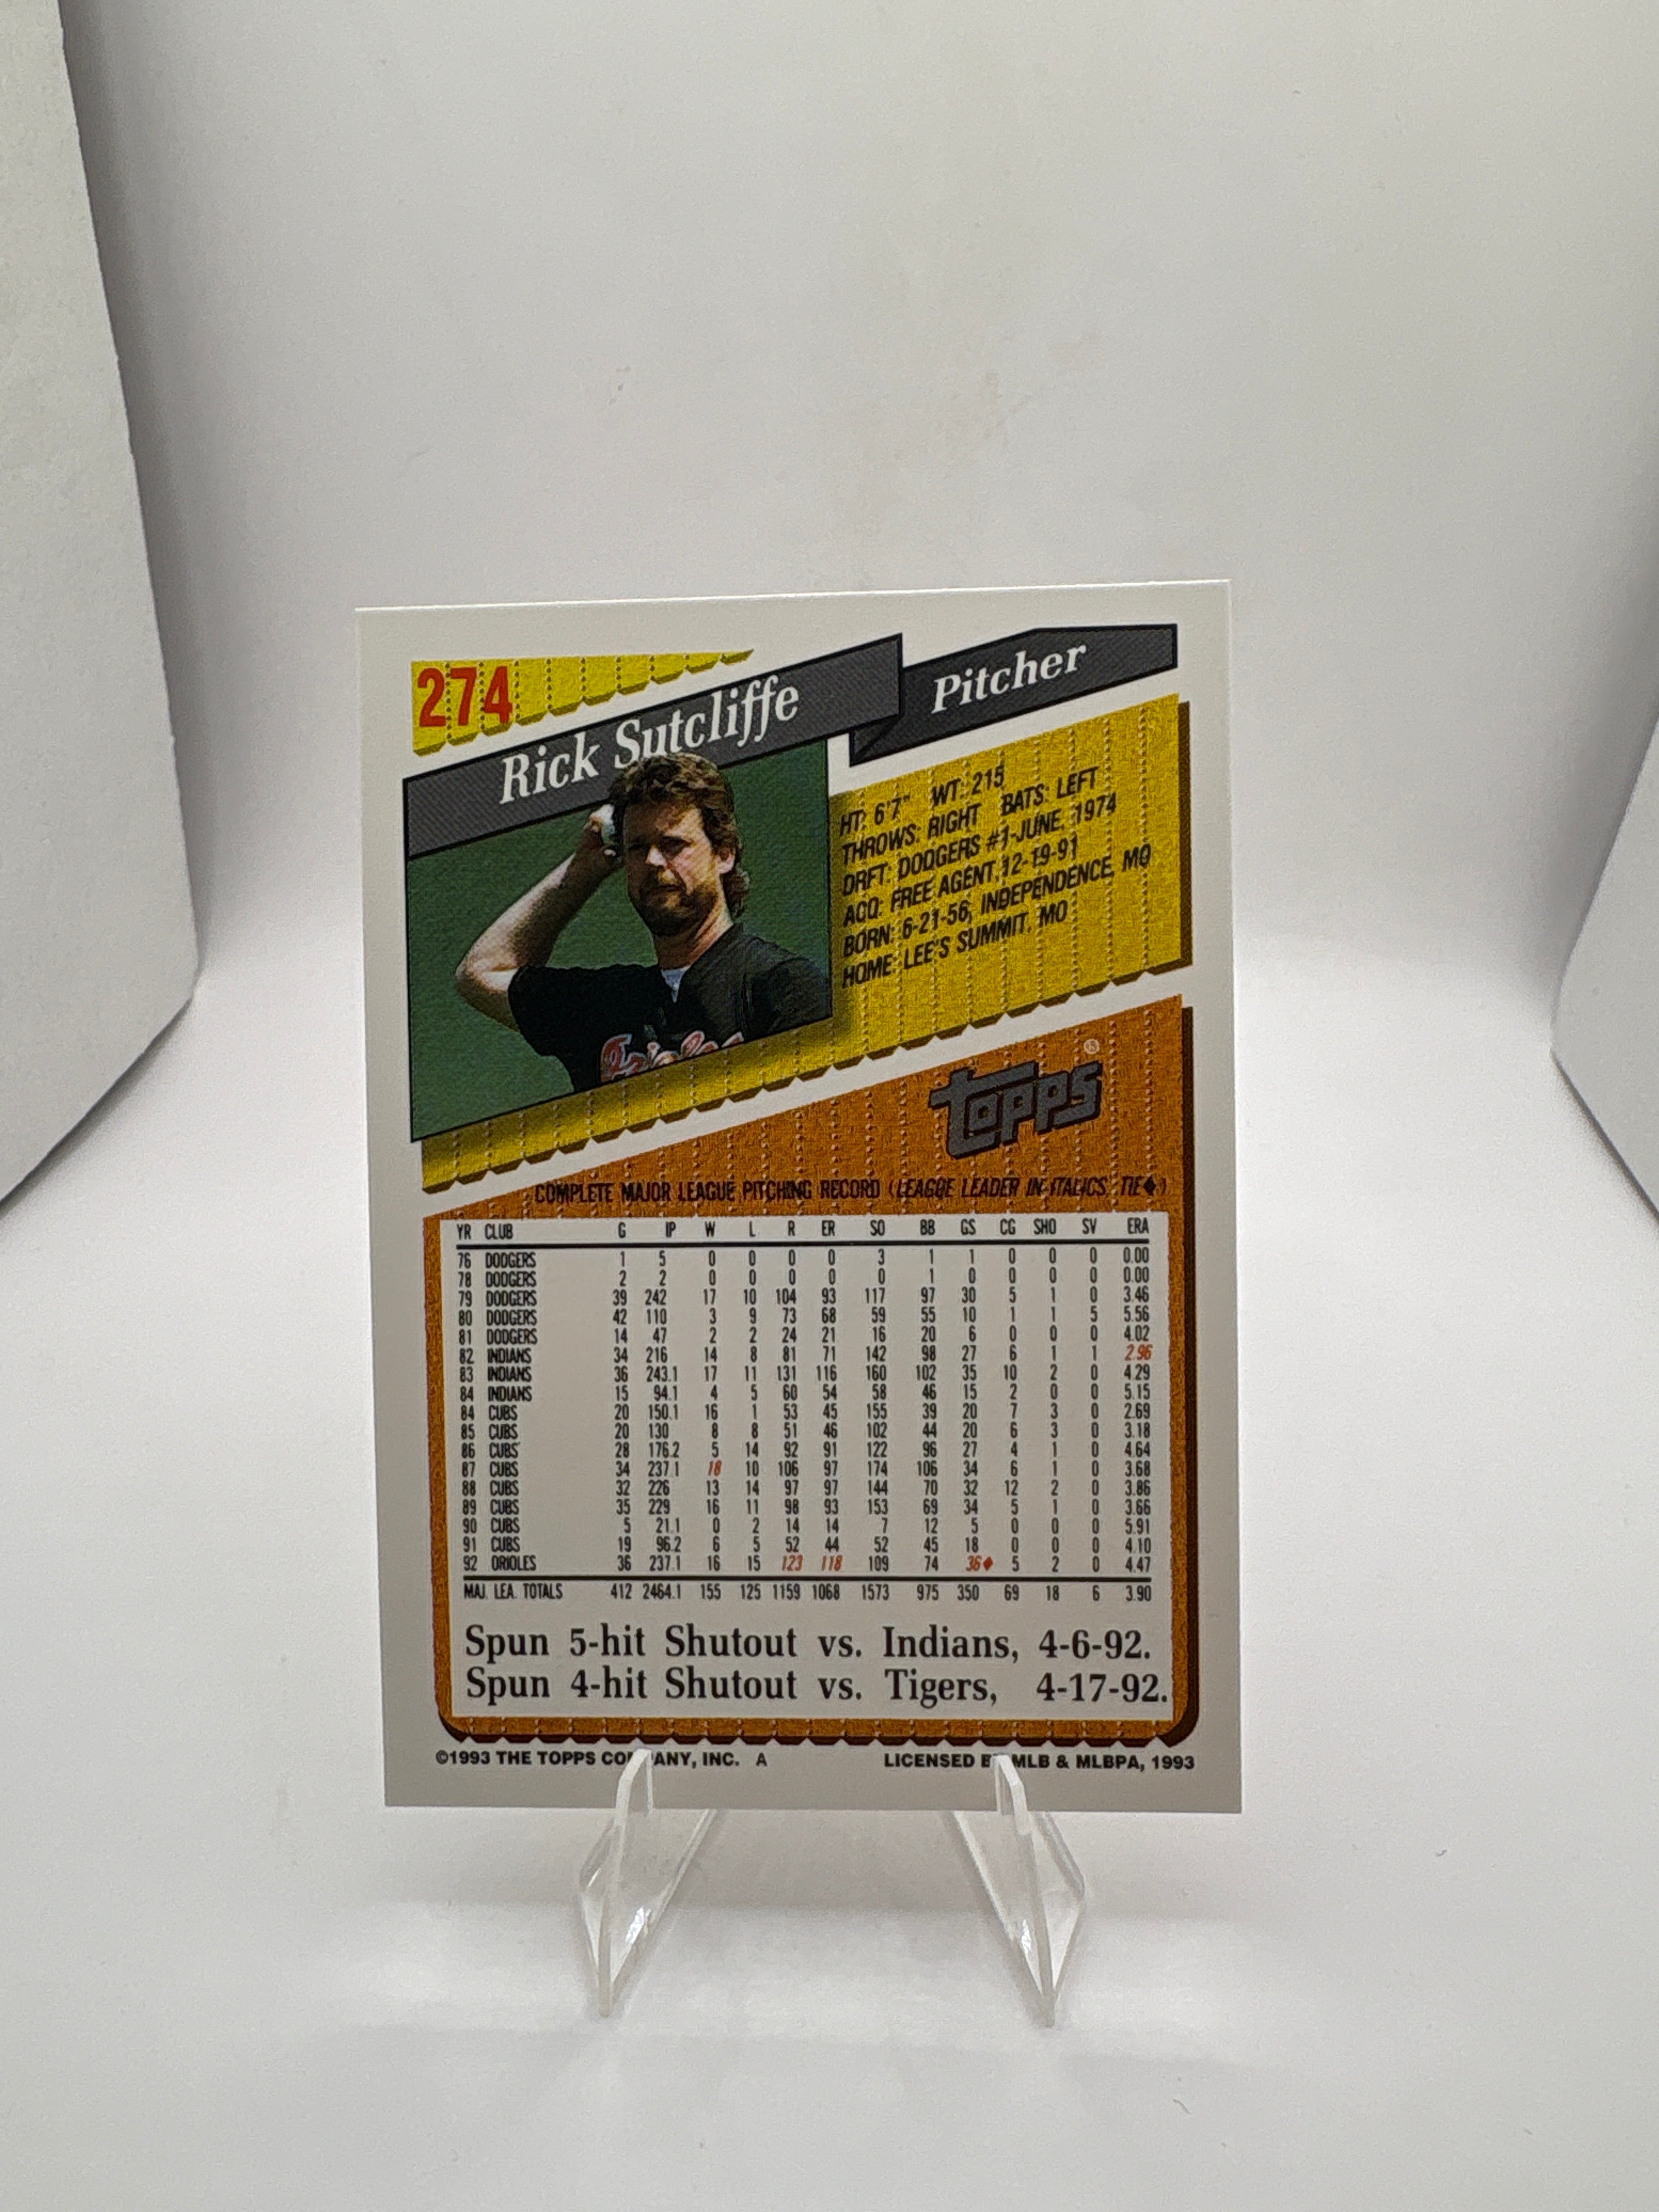 274
Rick Sutcliffe
Pitcher
HT: 6'7" WT: 215
THROWS: RIGHT BATS: LEFT
DRFT: DODGERS #1-JUNE, 1974
ACQ: FREE AGENT, 12-19-91
BORN: 6-21-56, INDEPENDENCE, MO
HOME: LEE'S SUMMIT, MO
Orioles
Topps®
COMPLETE MAJOR LEAGUE PITCHING RECORD (LEAGUE LEADER IN ITALICS, TIE♦)
YR CLUB G IP W L R ER SO BB GS CG SHO SV ERA
76 DODGERS 1 5 0 0 0 0 3 1 1 0 0 0 0.00
78 DODGERS 2 2 0 0 0 0 0 1 0 0 0 0 0.00
79 DODGERS 39 242 17 10 104 93 117 97 30 5 1 0 3.46
80 DODGERS 42 110 3 9 73 68 59 55 10 1 1 5 5.56
81 DODGERS 14 47 2 2 24 21 16 20 6 0 0 0 4.02
82 INDIANS 34 216 14 8 81 71 142 98 27 6 1 1 2.96
83 INDIANS 36 243.1 17 11 131 116 160 102 35 10 2 0 4.29
84 INDIANS 15 94.1 4 5 60 54 58 46 15 2 0 0 5.15
84 CUBS 20 150.1 16 1 53 45 155 39 20 7 3 0 2.69
85 CUBS 20 130 8 8 51 46 102 44 20 6 3 0 3.18
86 CUBS 28 176.2 5 14 92 91 122 96 27 4 1 0 4.64
87 CUBS 34 237.1 18 10 106 97 174 106 34 6 1 0 3.68
88 CUBS 32 226 13 14 97 97 144 70 32 12 2 0 3.86
89 CUBS 35 229 16 11 98 93 153 69 34 5 1 0 3.66
90 CUBS 5 21.1 0 2 14 14 7 12 5 0 0 0 5.91
91 CUBS 19 96.2 6 5 52 44 52 45 18 0 0 0 4.10
92 ORIOLES 36 237.1 16 15 123 118 109 74 36♦ 5 2 0 4.47
MAJ. LEA. TOTALS 412 2464.1 155 125 1159 1068 1573 975 350 69 18 6 3.90
Spun 5-hit Shutout vs. Indians, 4-6-92.
Spun 4-hit Shutout vs. Tigers, 4-17-92.
©1993 THE TOPPS COMPANY, INC. A
LICENSED BY MLB & MLBPA, 1993